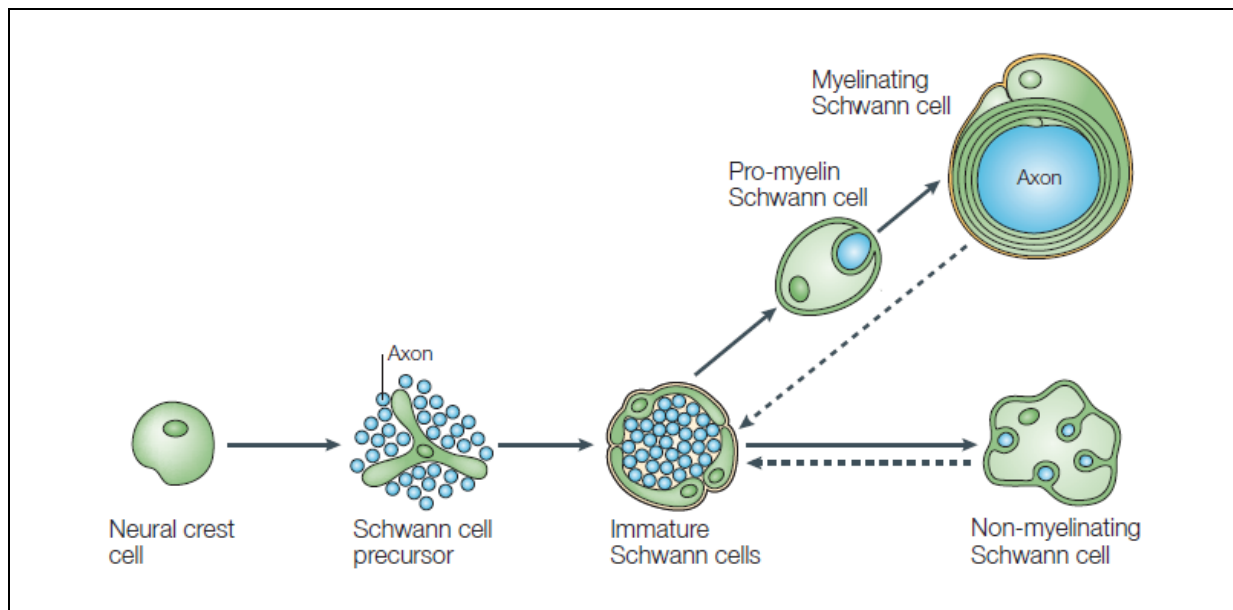 Myelinating
Schwann cell
Axon
Pro-myelin
Schwann cell
Axon
Neural crest
cell
Schwann cell
precursor
Immature
Schwann cells
Non-myelinating
Schwann cell